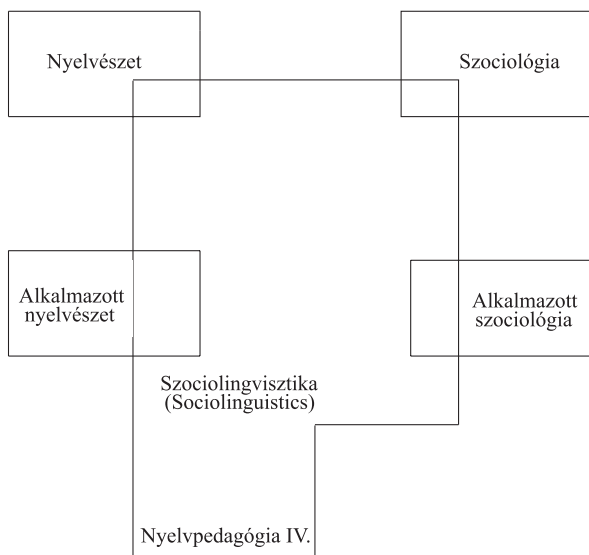 Nyelvészet
Szociológia
Alkalmazott
nyelvészet
Alkalmazott
szociológia
Szociolingvisztika
(Sociolinguistics)
Nyelvpedagógia IV.